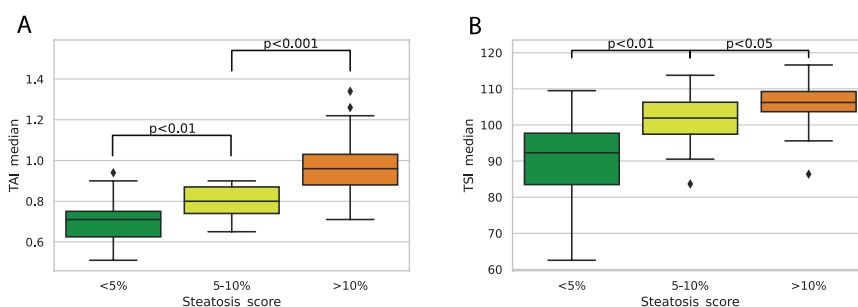 A
TAI median
1.4
1.2
1.0
0.8
0.6
p<0.001
p<0.01
<5%
5-10%
>10%
Steatosis score
B
TSI median
120
110
100
90
80
70
60
p<0.01
p<0.05
<5%
5-10%
>10%
Steatosis score